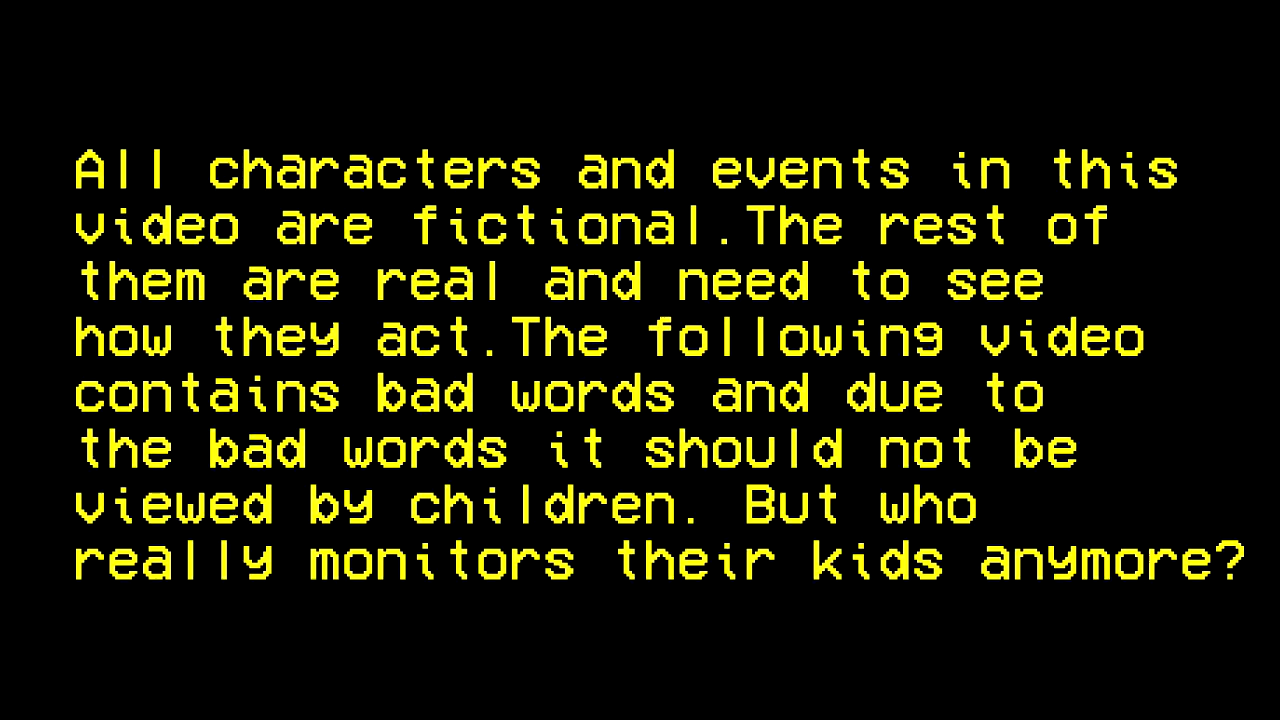 All characters and events in this
video are fictional.The rest of
them are real and need to see
how they act.The following video
contains bad words and due to
the bad words it should not be
viewed by children. But who
really monitors their kids anymore?